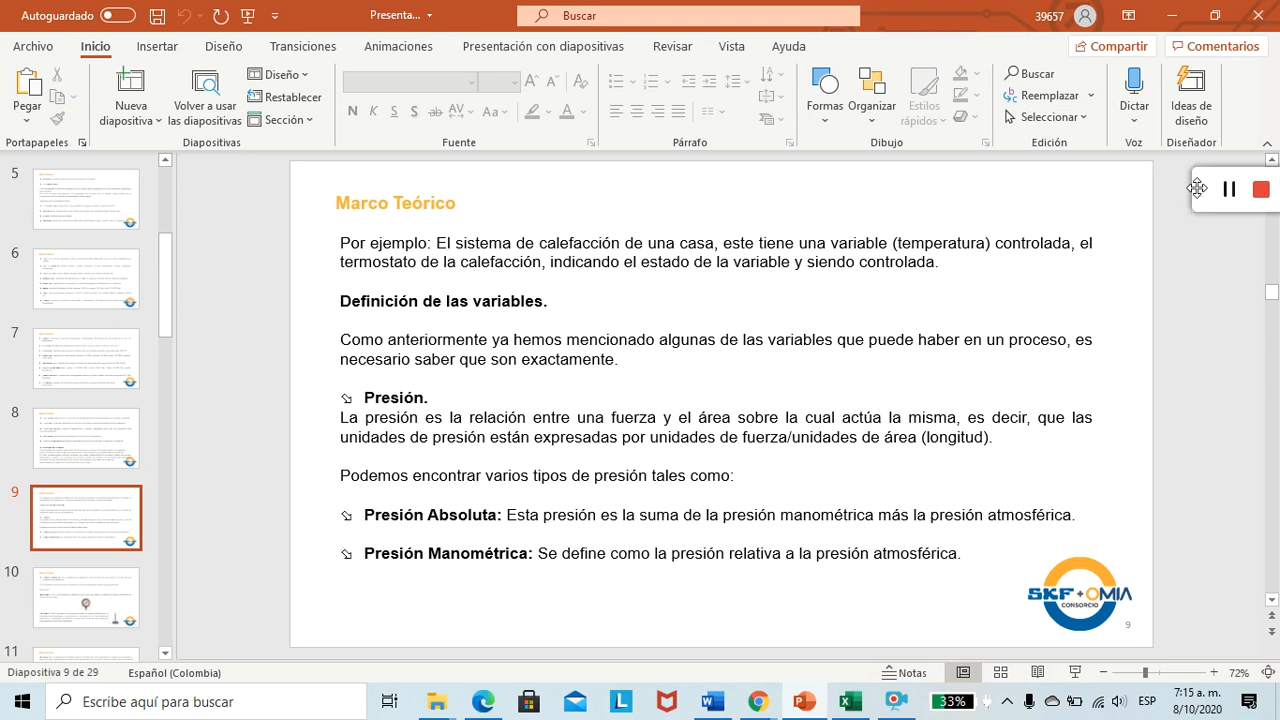 Autoguardado
Presenta...
Buscar
39657
Archivo
Inicio
Insertar
Diseño
Transiciones
Animaciones
Presentación con diapositivas
Revisar
Vista
Ayuda
Compartir
Comentarios
Pegar
Nueva
diapositiva
Volver a usar
las diapositivas
Diseño
Restablecer
Sección
Formas
Organizar
Estilos
rápidos
Buscar
Reemplazar
Seleccionar
Dictar
Ideas de
diseño
Portapapeles
Diapositivas
Fuente
Párrafo
Dibujo
Edición
Voz
Diseñador
5
6
7
8
9
10
11
Marco Teórico
Por ejemplo: El sistema de calefacción de una casa, este tiene una variable (temperatura) controlada, el
termostato de la calefacción, indicando el estado de la variable y siendo controlada.
Definición de las variables.
Como anteriormente ya hemos mencionado algunas de las variables que puede haber en un proceso, es
necesario saber que son exactamente.
Presión.
La presión es la relación entre una fuerza y el área sobre la cual actúa la misma, es decir, que las
unidades de presión están expresadas por unidades de fuerza/unidades de área(longitud).
Podemos encontrar varios tipos de presión tales como:
Presión Absoluta: Esta presión es la suma de la presión manométrica más la presión atmosférica.
Presión Manométrica: Se define como la presión relativa a la presión atmosférica.
SKF + OMIA
CONSORCIO
9
Diapositiva 9 de 29
Español (Colombia)
Notas
72%
Escribe aquí para buscar
33%
ESP
7:15 a. m.
8/10/2020